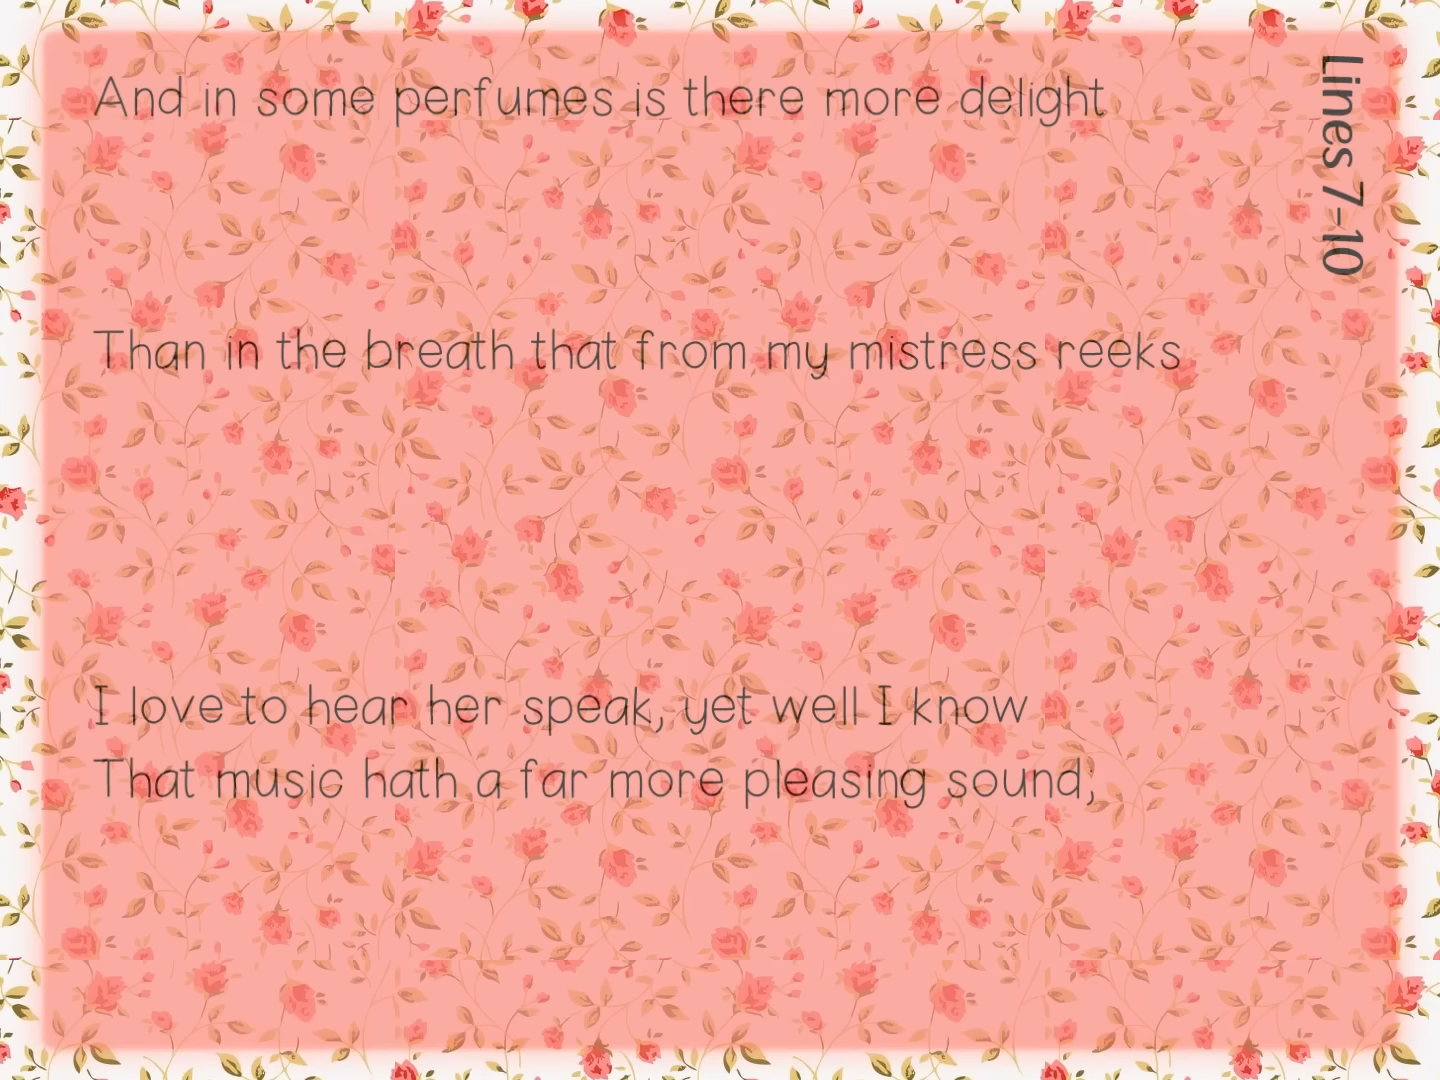 Lines 7-10
And in some perfumes is there more delight
Than in the breath that from my mistress reeks
I love to hear her speak, yet well I know
That music hath a far more pleasing sound;